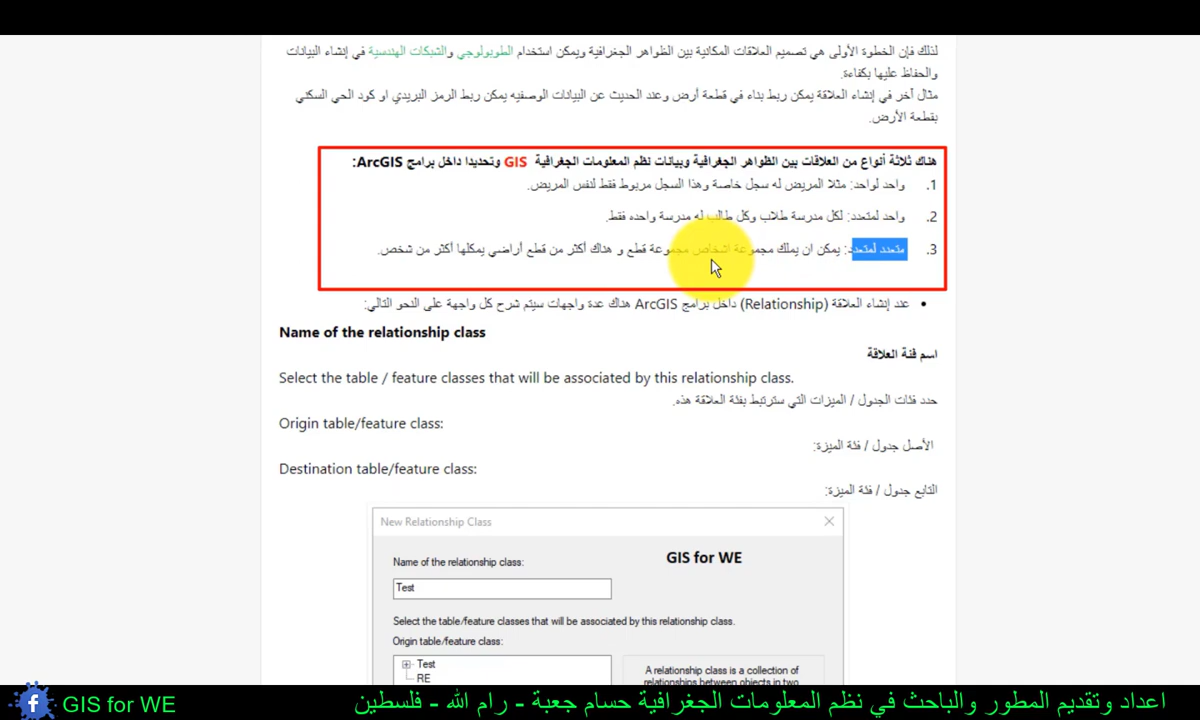 لذلك فإن الخطوة الأولى هي تصميم العلاقات المكانية بين الظواهر الجغرافية ويمكن استخدام الطوبولوجي والشبكات الهندسية في إنشاء البيانات
والحفاظ عليها بكفاءة.
مثال آخر في إنشاء العلاقة يمكن ربط بناء في قطعة أرض وعند الحديث عن البيانات الوصفيه يمكن ربط الرمز البريدي او كود الحي السكني
بقطعة الأرض.
هناك ثلاثة أنواع من العلاقات بين الظواهر الجغرافية وبيانات نظم المعلومات الجغرافية GIS وتحديدا داخل برامج ArcGIS:
1. واحد لواحد: مثلا المريض له سجل خاصة وهذا السجل مربوط فقط لنفس المريض.
2. واحد لمتعدد: لكل مدرسة طلاب وكل طالب له مدرسة واحده فقط.
3. متعدد لمتعدد: يمكن ان يملك مجموعة اشخاص مجموعة قطع و هناك أكثر من قطع أراضي يمكلها أكثر من شخص.
• عند إنشاء العلاقة (Relationship) داخل برامج ArcGIS هناك عدة واجهات سيتم شرح كل واجهة على النحو التالي:
Name of the relationship class
اسم فئة العلاقة
Select the table / feature classes that will be associated by this relationship class.
حدد فئات الجدول / الميزات التي سترتبط بفئة العلاقة هذه.
Origin table/feature class:
الأصل جدول / فئة الميزة:
Destination table/feature class:
التابع جدول / فئة الميزة:
New Relationship Class
GIS for WE
Name of the relationship class:
Test
Select the table/feature classes that will be associated by this relationship class.
Origin table/feature class:
Test
RE
A relationship class is a collection of
relationships between objects in two
GIS for WE
اعداد وتقديم المطور والباحث في نظم المعلومات الجغرافية حسام جعبة - رام الله - فلسطين